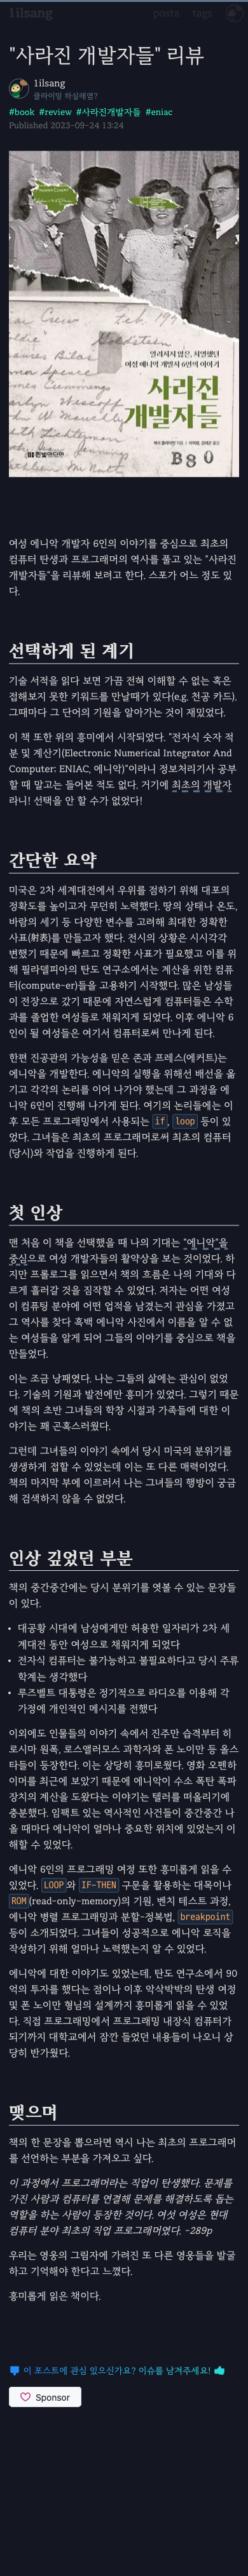 1ilsang
posts tags
"사라진 개발자들" 리뷰
1ilsang
클라이밍 하실래염?
#book #review #사라진개발자들 #eniac
Published 2023-09-24 13:24
알려지지 않은, 치열했던
여성 에니악 개발자 6인의 이야기
사라진
개발자들
한빛미디어
B8 0
여성 에니악 개발자 6인의 이야기를 중심으로 최초의
컴퓨터 탄생과 프로그래머의 역사를 풀고 있는 "사라진
개발자들"을 리뷰해 보려고 한다. 스포가 어느 정도 있
다.
선택하게 된 계기
기술 서적을 읽다 보면 가끔 전혀 이해할 수 없는 혹은
접해보지 못한 키워드를 만날때가 있다(e.g. 천공 카드).
그때마다 그 단어의 기원을 알아가는 것이 재밌었다.
이 책 또한 위의 흥미에서 시작되었다. "전자식 숫자 적
분 및 계산기(Electronic Numerical Integrator And
Computer: ENIAC, 에니악)"이라니 정보처리기사 공부
할 때 말고는 들어본 적도 없다. 거기에 최초의 개발자
라니! 선택을 안 할 수가 없었다!
간단한 요약
미국은 2차 세계대전에서 우위를 점하기 위해 대포의
정확도를 높이고자 무던히 노력했다. 땅의 상태나 온도,
바람의 세기 등 다양한 변수를 고려해 최대한 정확한
사표(射表)를 만들고자 했다. 전시의 상황은 시시각각
변했기 때문에 빠르고 정확한 사표가 필요했고 이를 위
해 필라델피아의 탄도 연구소에서는 계산을 위한 컴퓨
터(compute-er)들을 고용하기 시작했다. 많은 남성들
이 전장으로 갔기 때문에 자연스럽게 컴퓨터들은 수학
과를 졸업한 여성들로 채워지게 되었다. 이후 에니악 6
인이 될 여성들은 여기서 컴퓨터로써 만나게 된다.
한편 진공관의 가능성을 믿은 존과 프레스(에커트)는
에니악을 개발한다. 에니악의 실행을 위해선 배선을 옮
기고 각각의 논리를 이어 나가야 했는데 그 과정을 에
니악 6인이 진행해 나가게 된다. 여기의 논리들에는 이
후 모든 프로그래밍에서 사용되는 if, loop 등이 있
었다. 그녀들은 최초의 프로그래머로써 최초의 컴퓨터
(당시)와 작업을 진행하게 된다.
첫 인상
맨 처음 이 책을 선택했을 때 나의 기대는 "에니악"을
중심으로 여성 개발자들의 활약상을 보는 것이었다. 하
지만 프롤로그를 읽으면서 책의 흐름은 나의 기대와 다
르게 흘러갈 것을 짐작할 수 있었다. 저자는 어떤 여성
이 컴퓨팅 분야에 어떤 업적을 남겼는지 관심을 가졌고
그 역사를 찾다 흑백 에니악 사진에서 이름을 알 수 없
는 여성들을 알게 되어 그들의 이야기를 중심으로 책을
만들었다.
이는 조금 낭패였다. 나는 그들의 삶에는 관심이 없었
다. 기술의 기원과 발전에만 흥미가 있었다. 그렇기 때문
에 책의 초반 그녀들의 학창 시절과 가족들에 대한 이
야기는 꽤 곤혹스러웠다.
그런데 그녀들의 이야기 속에서 당시 미국의 분위기를
생생하게 접할 수 있었는데 이는 또 다른 매력이었다.
책의 마지막 부에 이르러서 나는 그녀들의 행방이 궁금
해 검색하지 않을 수 없었다.
인상 깊었던 부분
책의 중간중간에는 당시 분위기를 엿볼 수 있는 문장들
이 있다.
• 대공황 시대에 남성에게만 허용한 일자리가 2차 세
계대전 동안 여성으로 채워지게 되었다
• 전자식 컴퓨터는 불가능하고 불필요하다고 당시 주류
학계는 생각했다
• 루즈벨트 대통령은 정기적으로 라디오를 이용해 각
가정에 개인적인 메시지를 전했다
이외에도 인물들의 이야기 속에서 진주만 습격부터 히
로시마 원폭, 로스앨러모스 과학자와 폰 노이만 등 올스
타들이 등장한다. 이는 상당히 흥미로웠다. 영화 오펜하
이머를 최근에 보았기 때문에 에니악이 수소 폭탄 폭파
장치의 계산을 도왔다는 이야기는 텔러를 떠올리기에
충분했다. 임팩트 있는 역사적인 사건들이 중간중간 나
올 때마다 에니악이 얼마나 중요한 위치에 있었는지 이
해할 수 있었다.
에니악 6인의 프로그래밍 여정 또한 흥미롭게 읽을 수
있었다. LOOP 와 IF-THEN 구문을 활용하는 대목이나
ROM (read-only-memory)의 기원, 벤치 테스트 과정,
에니악 병렬 프로그래밍과 분할-정복법, breakpoint
등이 소개되었다. 그녀들이 성공적으로 에니악 로직을
작성하기 위해 얼마나 노력했는지 알 수 있었다.
에니악에 대한 이야기도 있었는데, 탄도 연구소에서 90
억의 투자를 했다는 점이나 이후 악삭박박의 탄생 여정
및 폰 노이만 형님의 설계까지 흥미롭게 읽을 수 있었
다. 직접 프로그래밍에서 프로그래밍 내장식 컴퓨터가
되기까지 대학교에서 잠깐 들었던 내용들이 나오니 상
당히 반가웠다.
맺으며
책의 한 문장을 뽑으라면 역시 나는 최초의 프로그래머
를 선언하는 부분을 가져오고 싶다.
이 과정에서 프로그래머라는 직업이 탄생했다. 문제를
가진 사람과 컴퓨터를 연결해 문제를 해결하도록 돕는
역할을 하는 사람이 등장한 것이다. 여섯 여성은 현대
컴퓨터 분야 최초의 직업 프로그래머였다. -289p
우리는 영웅의 그림자에 가려진 또 다른 영웅들을 발굴
하고 기억해야 한다고 느꼈다.
흥미롭게 읽은 책이다.
이 포스트에 관심 있으신가요? 이슈를 남겨주세요!
Sponsor